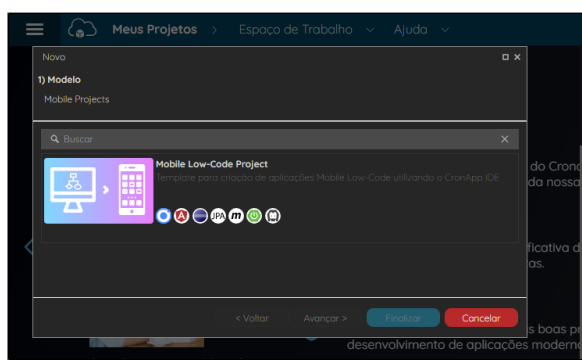 Meus Projetos > Espaço de Trabalho Ajuda
Novo
1) Modelo
Mobile Projects
Buscar
Mobile Low-Code Project
Template para criação de aplicações Mobile Low-Code utilizando o CronApp IDE
JPA m
do Cron
da nossa
ficativa d
as.
< Voltar Avançar > Finalizar Cancelar
s boas pr
desenvolvimento de aplicações modern